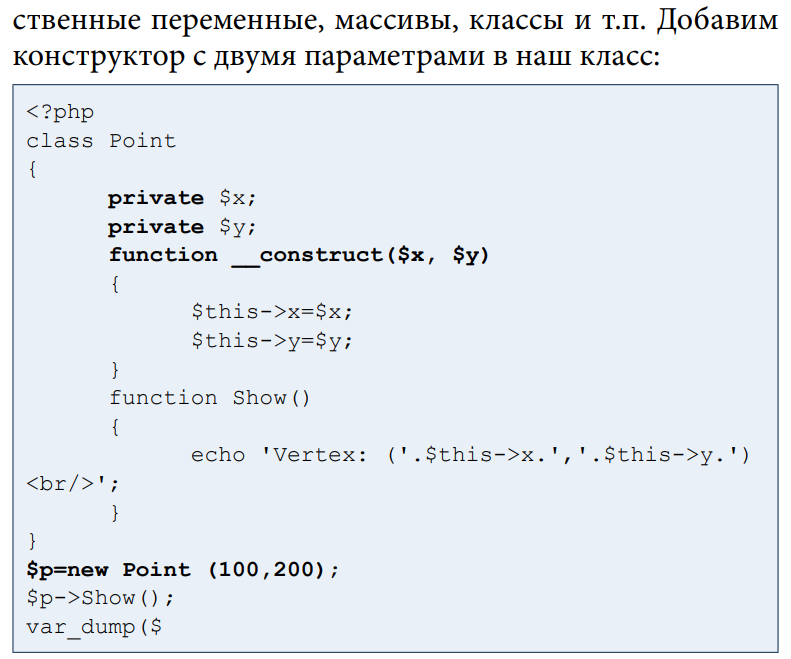 ственные переменные, массивы, классы и т.п. Добавим
конструктор с двумя параметрами в наш класс:
<?php
class Point
{
private $x;
private $y;
function __construct($x, $y)
{
$this->x=$x;
$this->y=$y;
}
function Show()
{
echo 'Vertex: ('.$this->x.','.$this->y.')
<br/>';
}
}
$p=new Point (100,200);
$p->Show();
var_dump($